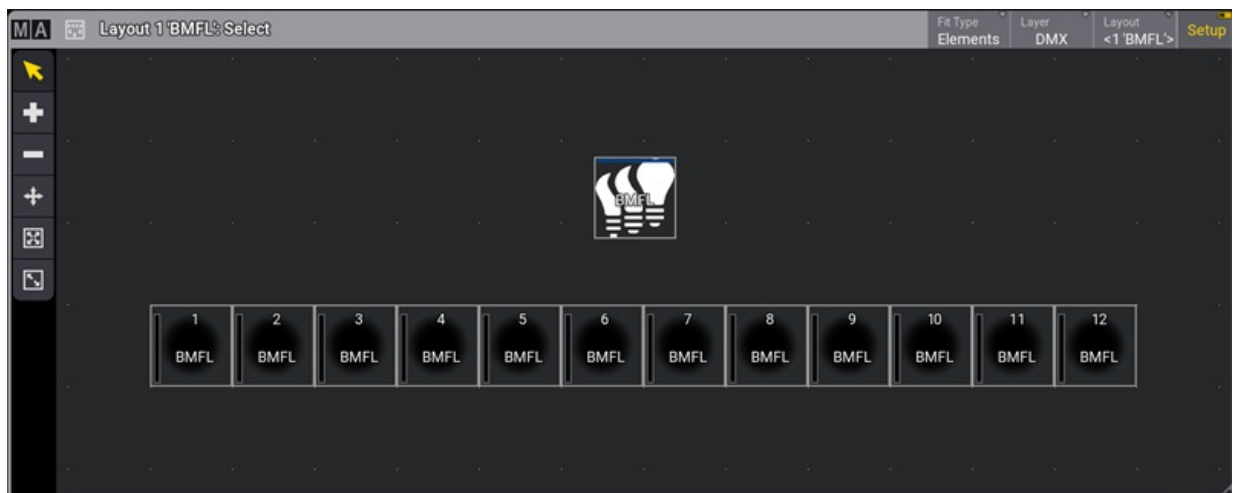 MA Layout 1 'BMFL': Select
Fit Type
Elements
Layer
DMX
Layout
<1 'BMFL'>
Setup
BMFL
1 2 3 4 5 6 7 8 9 10 11 12
BMFL BMFL BMFL BMFL BMFL BMFL BMFL BMFL BMFL BMFL BMFL BMFL